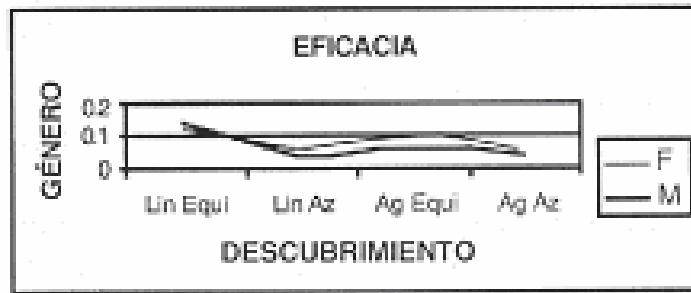 EFICACIA
GÉNERO
0.2
0.1
0
Lin Equi
Lin Az
Ag Equi
Ag Az
F
M
DESCUBRIMIENTO